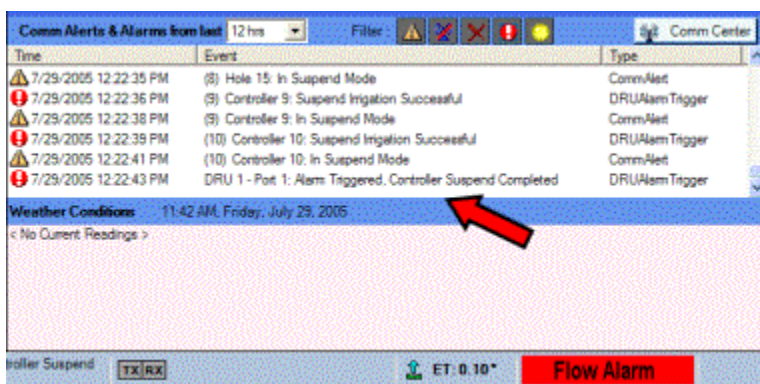 Comm Alerts & Alarms from last 12 hrs Filter : Comm Center
Time Event Type
7/29/2005 12:22:35 PM (8) Hole 15: In Suspend Mode CommAlert
7/29/2005 12:22:36 PM (9) Controller 9: Suspend Irrigation Successful DRUAlarmTrigger
7/29/2005 12:22:38 PM (9) Controller 9: In Suspend Mode CommAlert
7/29/2005 12:22:39 PM (10) Controller 10: Suspend Irrigation Successful DRUAlarmTrigger
7/29/2005 12:22:41 PM (10) Controller 10: In Suspend Mode CommAlert
7/29/2005 12:22:43 PM DRU 1 - Port 1: Alarm Triggered, Controller Suspend Completed DRUAlarmTrigger
Weather Conditions 11:42 AM, Friday, July 29, 2005
< No Current Readings >
troller Suspend TX RX ET: 0.10" Flow Alarm